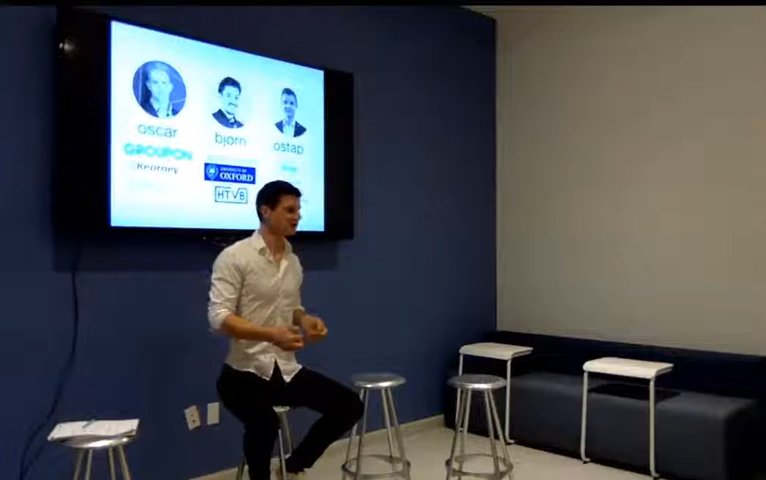 oscar
bjorn
ostap
GROUPON
Kearney
UNIVERSITY OF
OXFORD
HTVB